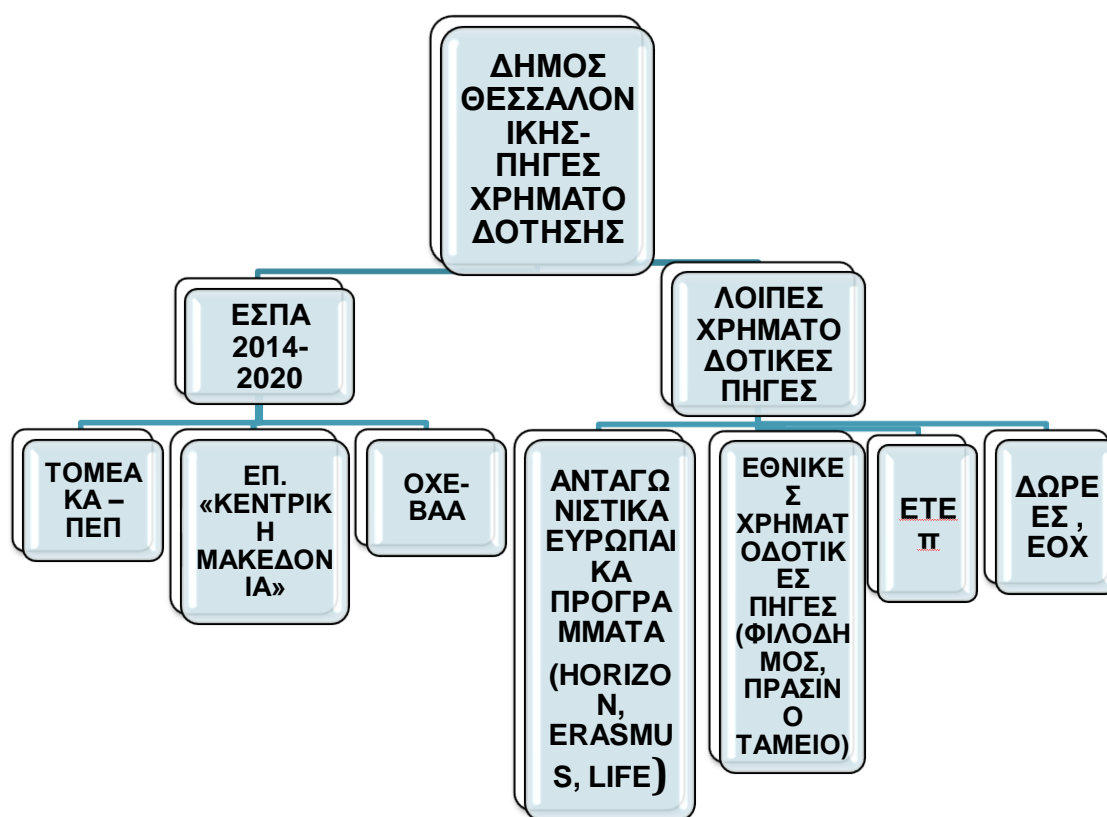 ΔΗΜΟΣ
ΘΕΣΣΑΛΟΝ
ΙΚΗΣ-
ΠΗΓΕΣ
ΧΡΗΜΑΤΟ
ΔΟΤΗΣΗΣ
ΕΣΠΑ
2014-
2020
ΛΟΙΠΕΣ
ΧΡΗΜΑΤΟ
ΔΟΤΙΚΕΣ
ΠΗΓΕΣ
ΤΟΜΕΑ
ΚΑ –
ΠΕΠ
ΕΠ.
«ΚΕΝΤΡΙΚ
Η
ΜΑΚΕΔΟΝ
ΙΑ»
ΟΧΕ-
ΒΑΑ
ΑΝΤΑΓΩ
ΝΙΣΤΙΚΑ
ΕΥΡΩΠΑΙ
ΚΑ
ΠΡΟΓΡΑ
ΜΜΑΤΑ
(HORIZO
N,
ERASMU
S, LIFE)
ΕΘΝΙΚΕ
Σ
ΧΡΗΜΑΤ
ΟΔΟΤΙΚ
ΕΣ
ΠΗΓΕΣ
(ΦΙΛΟΔΗ
ΜΟΣ,
ΠΡΑΣΙΝ
Ο
ΤΑΜΕΙΟ)
ΕΤΕ
π
ΔΩΡΕ
ΕΣ ,
ΕΟΧ